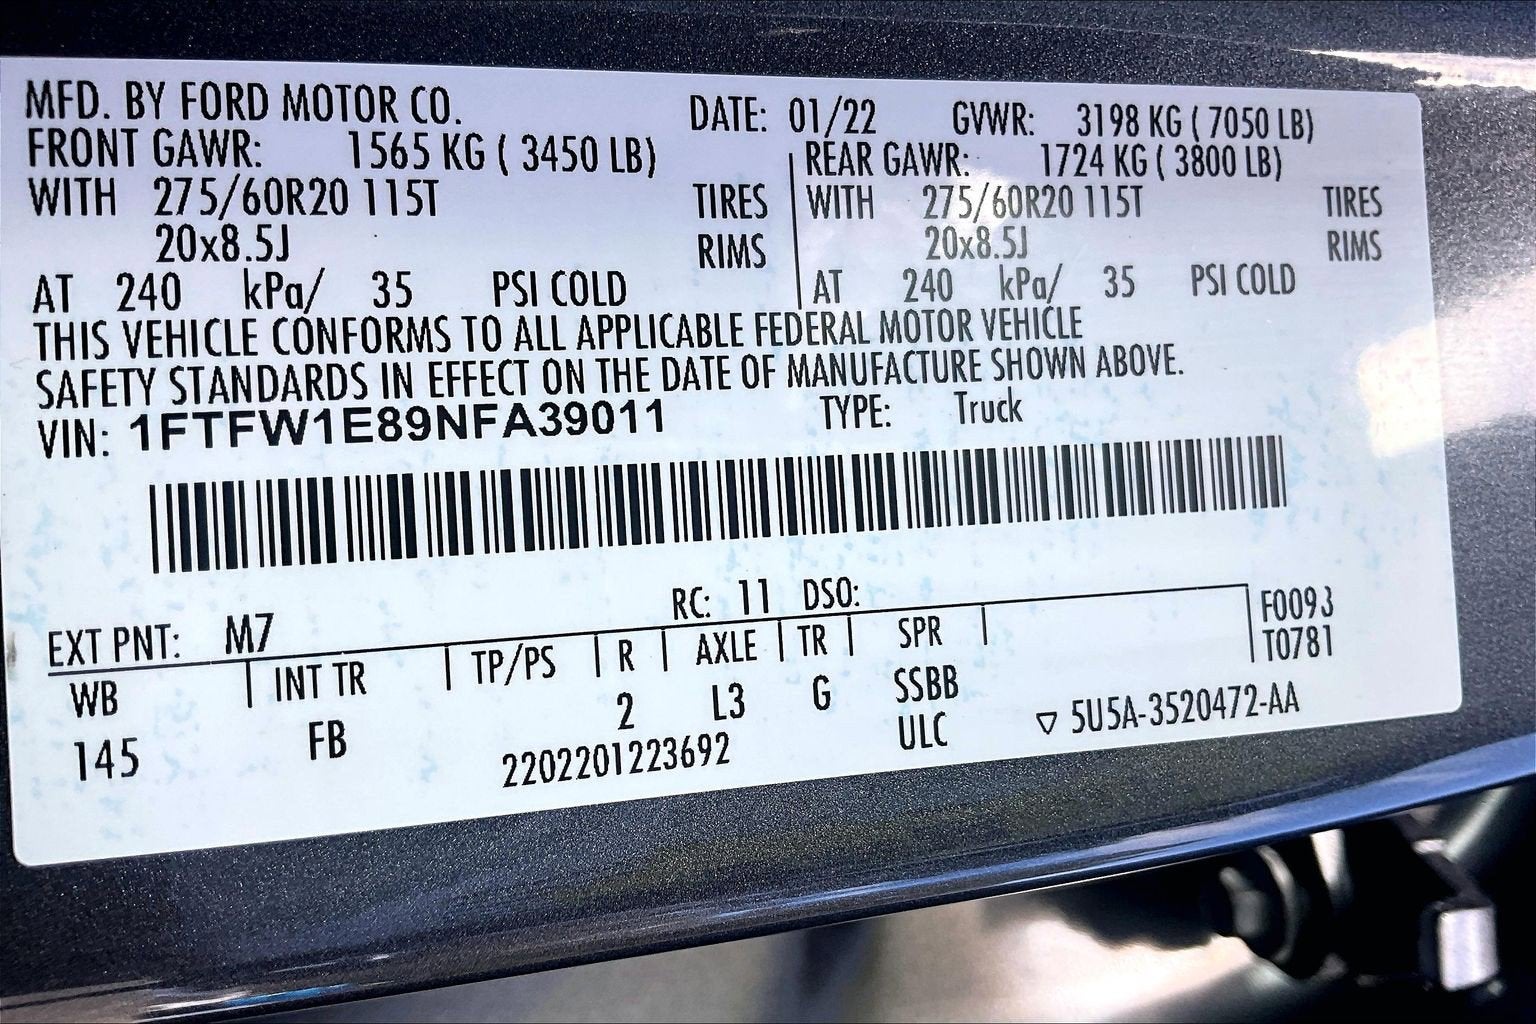 MFD. BY FORD MOTOR CO. DATE: 01/22 GVWR: 3198 KG ( 7050 LB)
FRONT GAWR: 1565 KG ( 3450 LB) REAR GAWR: 1724 KG ( 3800 LB)
WITH 275/60R20 115T TIRES WITH 275/60R20 115T TIRES
20x8.5J RIMS 20x8.5J RIMS
AT 240 kPa/ 35 PSI COLD AT 240 kPa/ 35 PSI COLD
THIS VEHICLE CONFORMS TO ALL APPLICABLE FEDERAL MOTOR VEHICLE
SAFETY STANDARDS IN EFFECT ON THE DATE OF MANUFACTURE SHOWN ABOVE.
VIN: 1FTFW1E89NFA39011 TYPE: Truck
EXT PNT: M7 RC: 11 DSO: F0093
WB INT TR TP/PS R AXLE TR SPR T0781
145 FB 2 L3 G SSBB
2202201223692 ULC ▽ 5U5A-3520472-AA